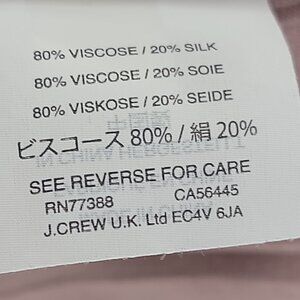 80% VISCOSE / 20% SILK
80% VISCOSE / 20% SOIE
80% VISKOSE / 20% SEIDE
ビスコース 80% / 絹 20%
SEE REVERSE FOR CARE
RN77388 CA56445
J.CREW U.K. Ltd EC4V 6JA